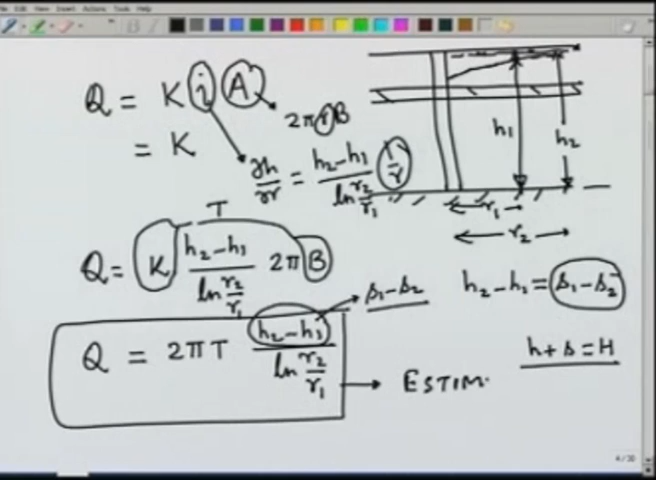 Q = K i A
2πrB
= K
∂h/∂r = (h₂-h₁)/(ln r₂/r₁) (1/r)
h₁
h₂
r₁
r₂
T
Q = K (h₂-h₁)/(ln r₂/r₁) 2π B
s₁-s₂
h₂-h₁ = s₁-s₂
Q = 2πT (h₂-h₁)/(ln r₂/r₁)
h+s=H
→ ESTIM.